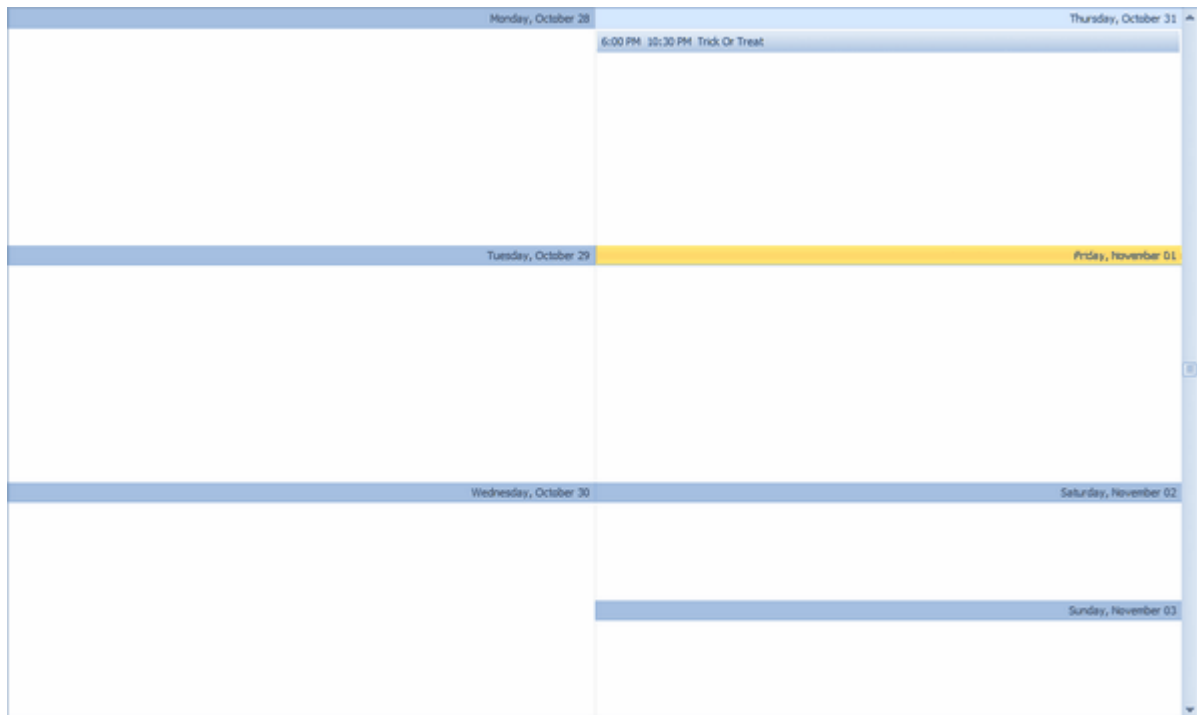 Monday, October 28
Thursday, October 31
6:00 PM 10:30 PM Trick Or Treat
Tuesday, October 29
Friday, November 01
Wednesday, October 30
Saturday, November 02
Sunday, November 03